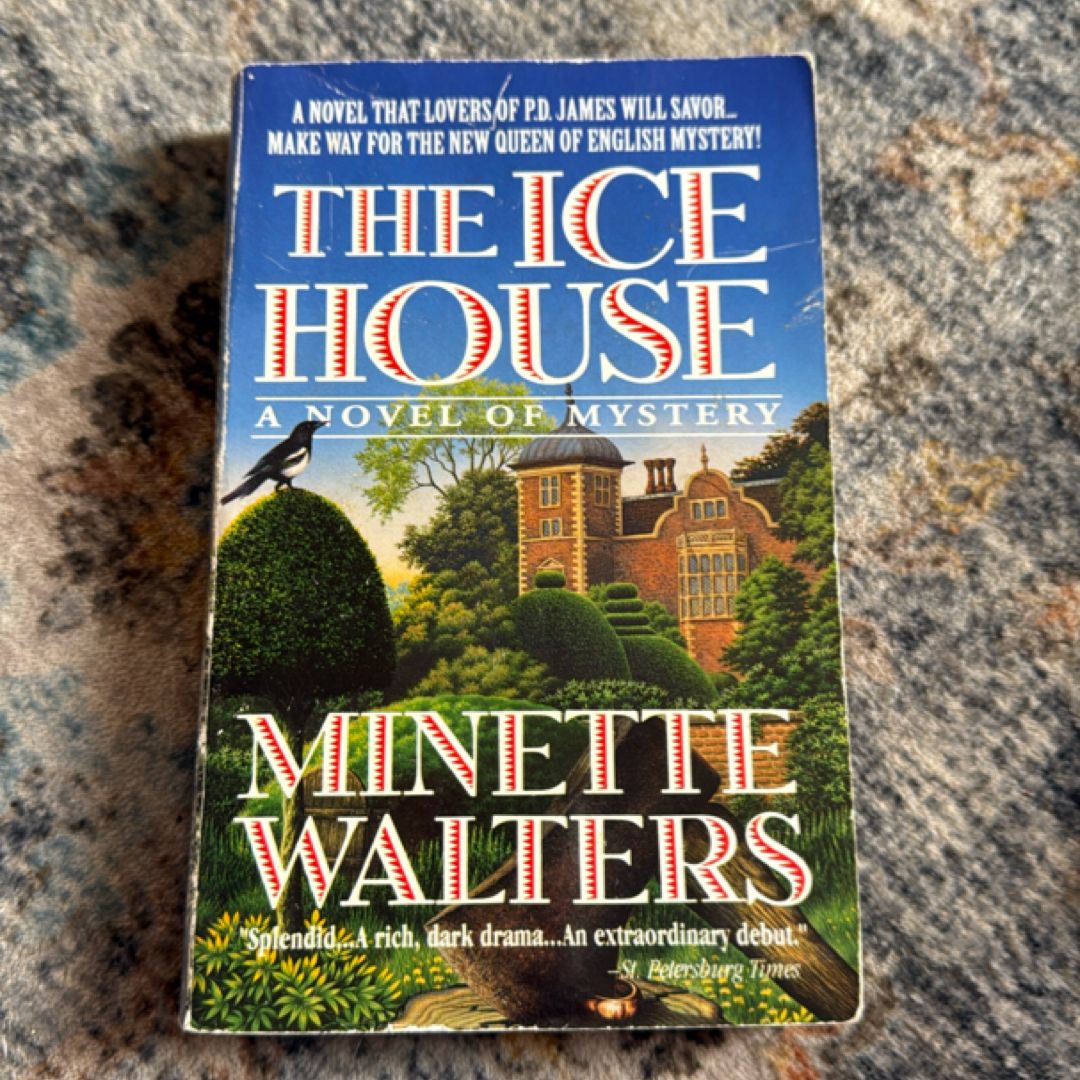 A NOVEL THAT LOVERS OF P.D. JAMES WILL SAVOR...
MAKE WAY FOR THE NEW QUEEN OF ENGLISH MYSTERY!
THE ICE
HOUSE
A NOVEL OF MYSTERY
MINETTE
WALTERS
"Splendid,...A rich, dark drama...An extraordinary debut."
–St. Petersburg Times